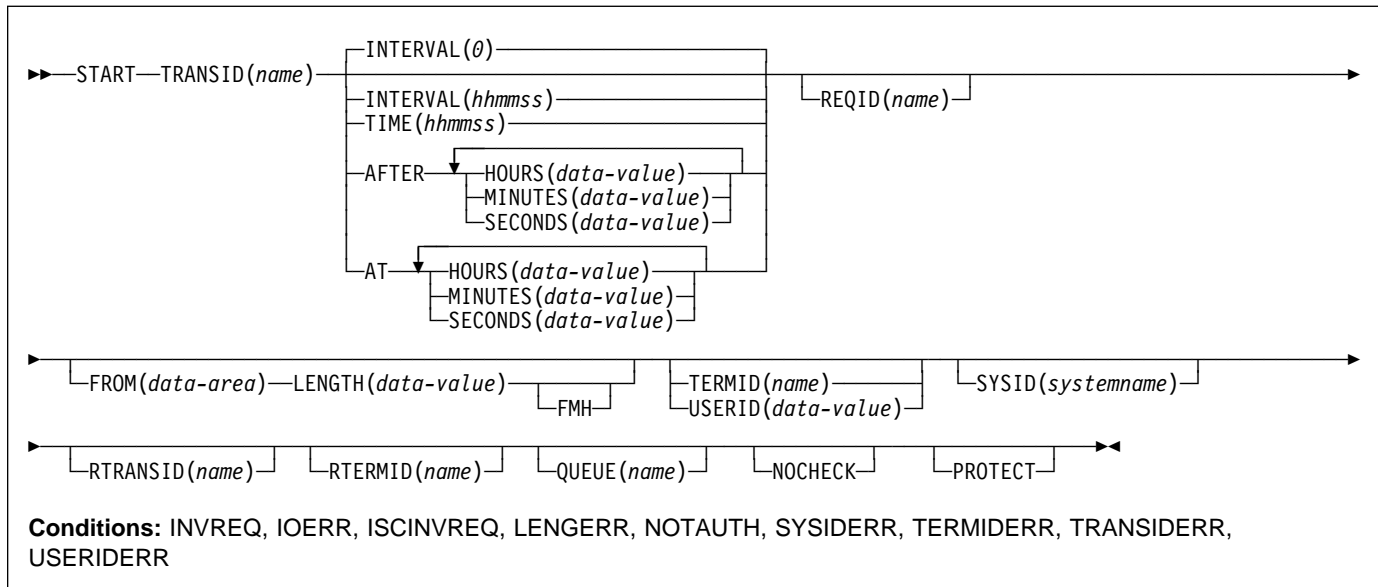 INTERVAL(0)
START TRANSID(name)
INTERVAL(hhmmss) REQID(name)
TIME(hhmmss)
AFTER HOURS(data-value)
MINUTES(data-value)
SECONDS(data-value)
AT HOURS(data-value)
MINUTES(data-value)
SECONDS(data-value)
FROM(data-area) LENGTH(data-value) TERMID(name) SYSID(systemname)
FMH USERID(data-value)
RTRANSID(name) RTERMID(name) QUEUE(name) NOCHECK PROTECT
Conditions: INVREQ, IOERR, ISCINVREQ, LENGERR, NOTAUTH, SYSIDERR, TERMIDERR, TRANSIDERR,
USERIDERR